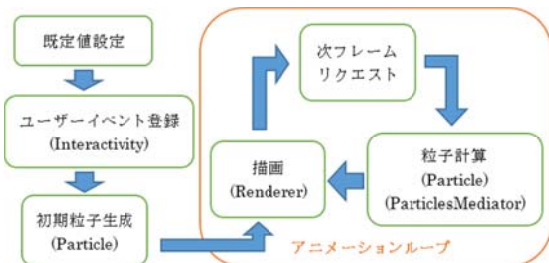 既定値設定
ユーザーイベント登録
(Interactivity)
初期粒子生成
(Particle)
次フレーム
リクエスト
粒子計算
(Particle)
(ParticlesMediator)
描画
(Renderer)
アニメーションループ